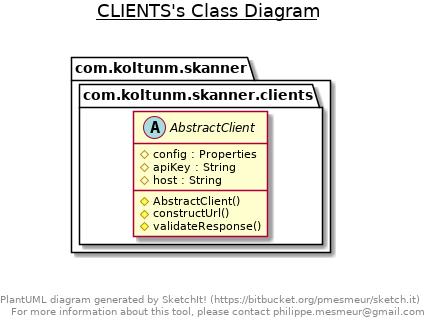 CLIENTS's Class Diagram
com.koltunm.skanner
com.koltunm.skanner.clients
A AbstractClient
config : Properties
apiKey : String
host : String
AbstractClient()
constructUrl()
validateResponse()
PlantUML diagram generated by SketchIt! (https://bitbucket.org/pmesmeur/sketch.it)
For more information about this tool, please contact philippe.mesmeur@gmail.com